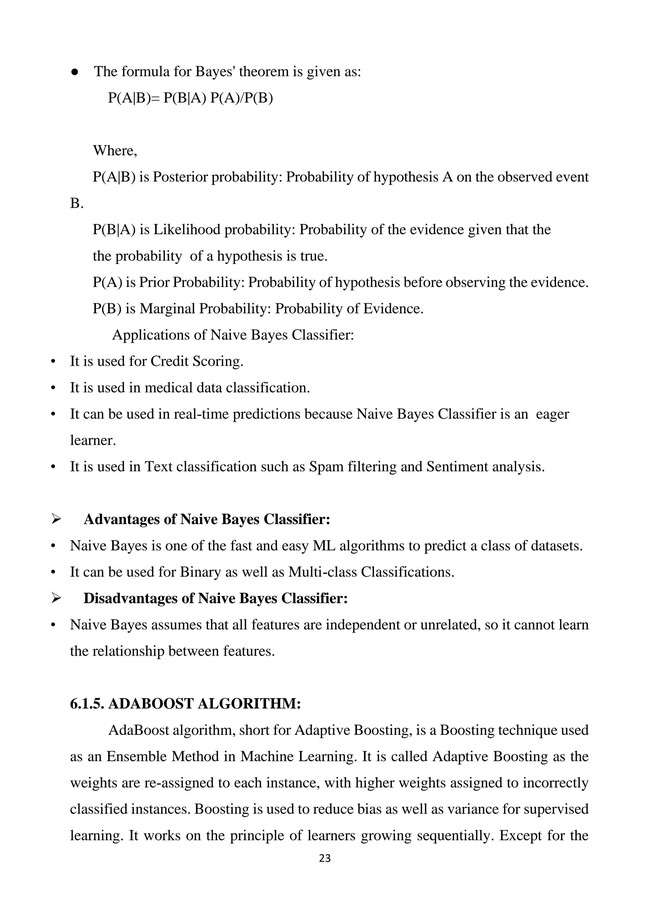 ● The formula for Bayes' theorem is given as:
P(A|B)= P(B|A) P(A)/P(B)
Where,
P(A|B) is Posterior probability: Probability of hypothesis A on the observed event
B.
P(B|A) is Likelihood probability: Probability of the evidence given that the
the probability of a hypothesis is true.
P(A) is Prior Probability: Probability of hypothesis before observing the evidence.
P(B) is Marginal Probability: Probability of Evidence.
Applications of Naive Bayes Classifier:
• It is used for Credit Scoring.
• It is used in medical data classification.
• It can be used in real-time predictions because Naive Bayes Classifier is an eager
learner.
• It is used in Text classification such as Spam filtering and Sentiment analysis.
➢ Advantages of Naive Bayes Classifier:
• Naive Bayes is one of the fast and easy ML algorithms to predict a class of datasets.
• It can be used for Binary as well as Multi-class Classifications.
➢ Disadvantages of Naive Bayes Classifier:
• Naive Bayes assumes that all features are independent or unrelated, so it cannot learn
the relationship between features.
6.1.5. ADABOOST ALGORITHM:
AdaBoost algorithm, short for Adaptive Boosting, is a Boosting technique used
as an Ensemble Method in Machine Learning. It is called Adaptive Boosting as the
weights are re-assigned to each instance, with higher weights assigned to incorrectly
classified instances. Boosting is used to reduce bias as well as variance for supervised
learning. It works on the principle of learners growing sequentially. Except for the
23